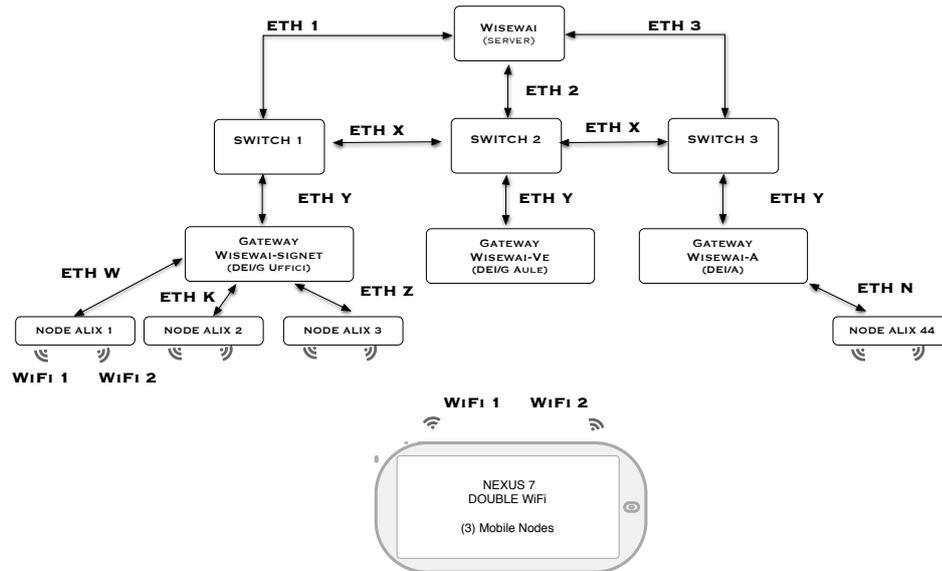 ETH 1
WISEWAI
(SERVER)
ETH 3
ETH 2
SWITCH 1
ETH X
SWITCH 2
ETH X
SWITCH 3
ETH Y
ETH Y
ETH Y
GATEWAY
WISEWAI-SIGNET
(DEI/G UFFICI)
GATEWAY
WISEWAI-VE
(DEI/G AULE)
GATEWAY
WISEWAI-A
(DEI/A)
ETH W
ETH K
ETH Z
ETH N
NODE ALIX 1
NODE ALIX 2
NODE ALIX 3
NODE ALIX 44
WIFI 1
WIFI 2
WIFI 1
WIFI 2
NEXUS 7
DOUBLE WiFi
(3) Mobile Nodes